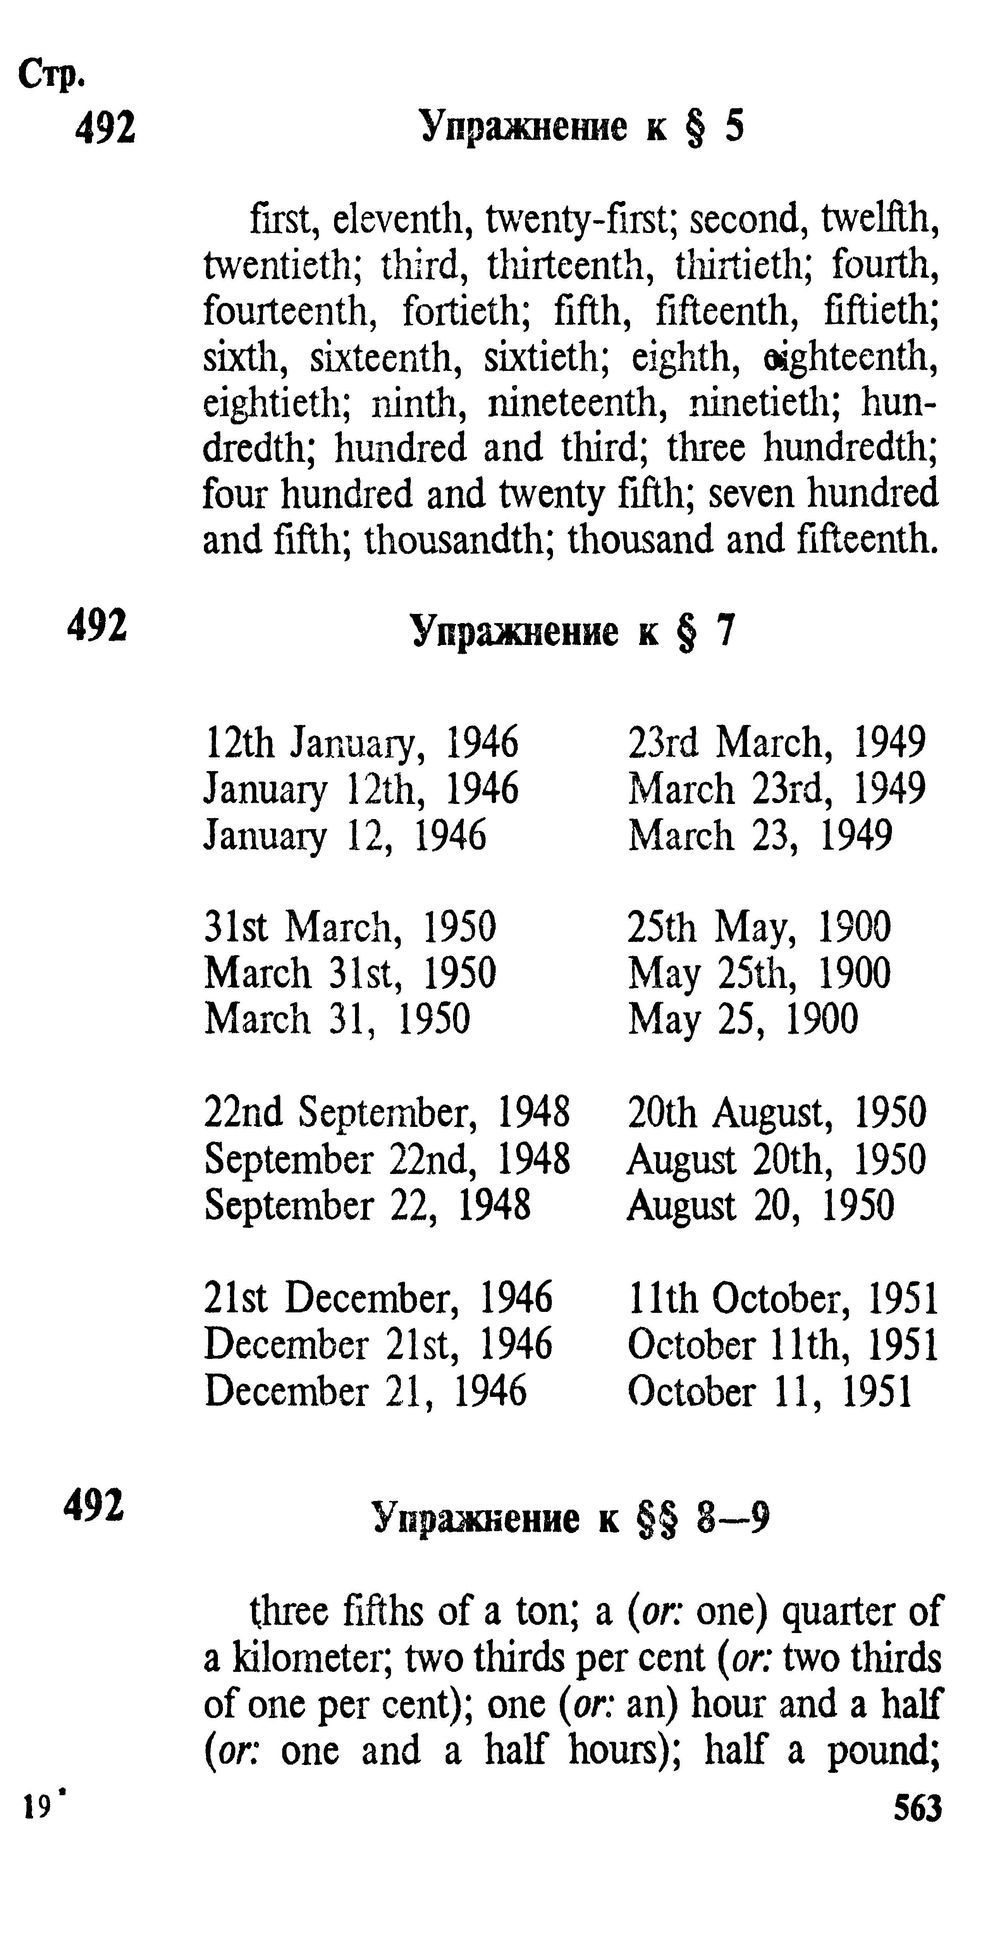 Стр.
492 Упражнение к § 5
first, eleventh, twenty-first; second, twelfth,
twentieth; third, thirteenth, thirtieth; fourth,
fourteenth, fortieth; fifth, fifteenth, fiftieth;
sixth, sixteenth, sixtieth; eighth, eighteenth,
eightieth; ninth, nineteenth, ninetieth; hun-
dredth; hundred and third; three hundredth;
four hundred and twenty fifth; seven hundred
and fifth; thousandth; thousand and fifteenth.
492 Упражнение к § 7
12th January, 1946 23rd March, 1949
January 12th, 1946 March 23rd, 1949
January 12, 1946 March 23, 1949
31st March, 1950 25th May, 1900
March 31st, 1950 May 25th, 1900
March 31, 1950 May 25, 1900
22nd September, 1948 20th August, 1950
September 22nd, 1948 August 20th, 1950
September 22, 1948 August 20, 1950
21st December, 1946 11th October, 1951
December 21st, 1946 October 11th, 1951
December 21, 1946 October 11, 1951
492 Упражнение к §§ 8—9
three fifths of a ton; a (or: one) quarter of
a kilometer; two thirds per cent (or: two thirds
of one per cent); one (or: an) hour and a half
(or: one and a half hours); half a pound;
19* 563